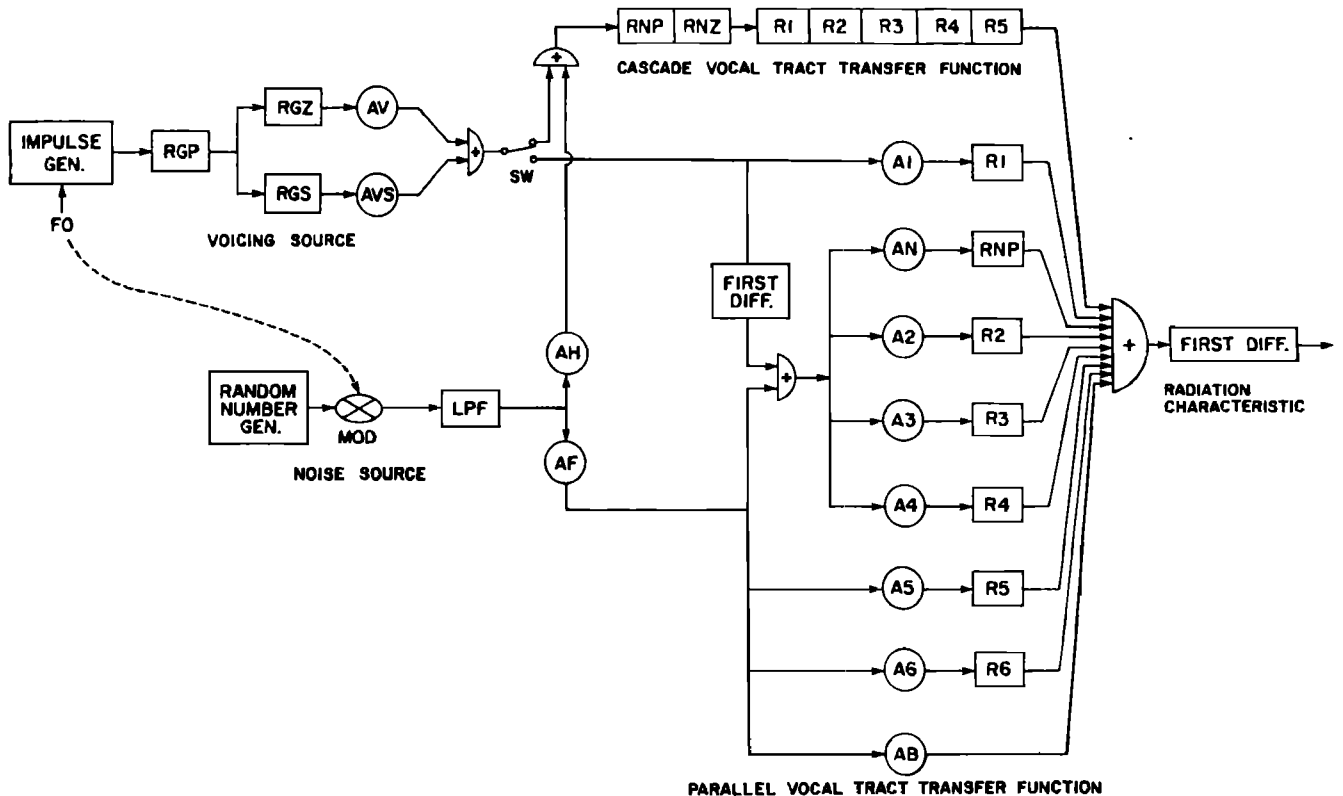 RNP RNZ R1 R2 R3 R4 R5
CASCADE VOCAL TRACT TRANSFER FUNCTION
IMPULSE
GEN.
RGP
RGZ
AV
RGS
AVS
+
+
SW
F0
VOICING SOURCE
A1
R1
AN
RNP
FIRST
DIFF.
A2
R2
+
A3
R3
A4
R4
A5
R5
A6
R6
AB
+
FIRST DIFF.
RADIATION
CHARACTERISTIC
RANDOM
NUMBER
GEN.
MOD
LPF
AH
AF
NOISE SOURCE
PARALLEL VOCAL TRACT TRANSFER FUNCTION